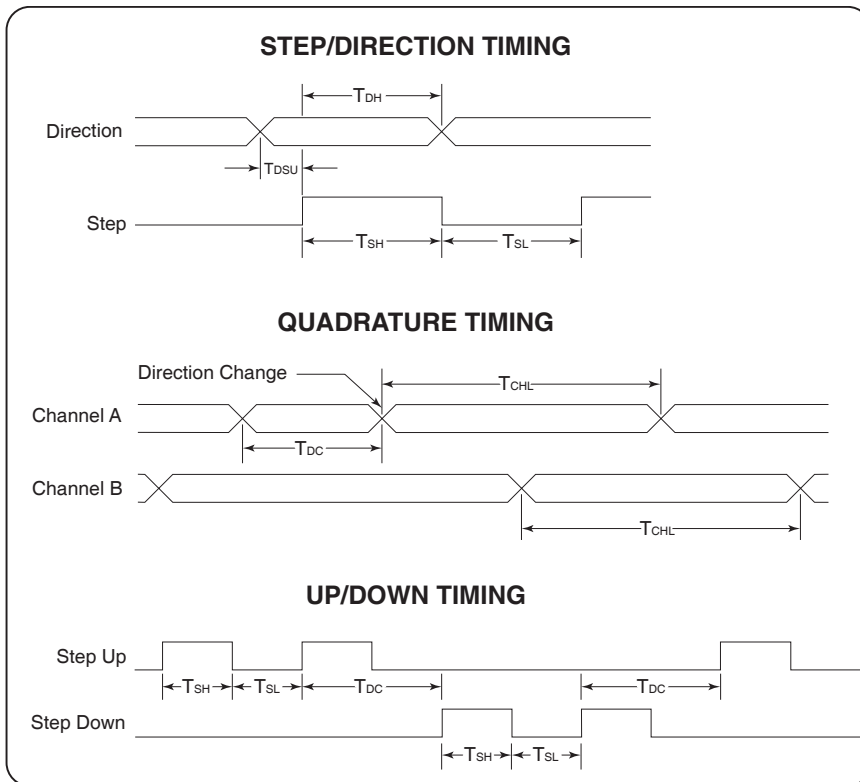 STEP/DIRECTION TIMING
TDH
Direction
TDSU
Step
TSH
TSL
QUADRATURE TIMING
Direction Change
TCHL
Channel A
TDC
Channel B
TCHL
UP/DOWN TIMING
Step Up
TSH
TSL
TDC
TDC
Step Down
TSH
TSL